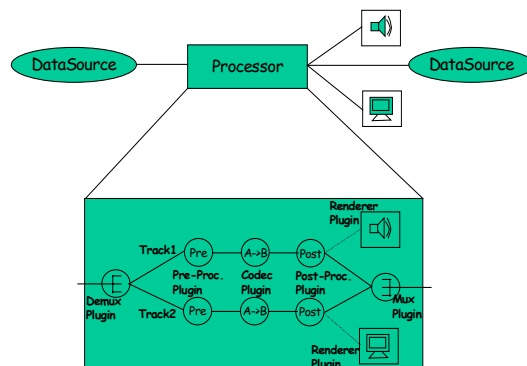 DataSource
Processor
DataSource
Renderer
Plugin
Track1
Pre
A->B
Post
Pre-Proc.
Plugin
Codec
Plugin
Post-Proc.
Plugin
Demux
Plugin
Mux
Plugin
Track2
Pre
A->B
Post
Renderer
Plugin